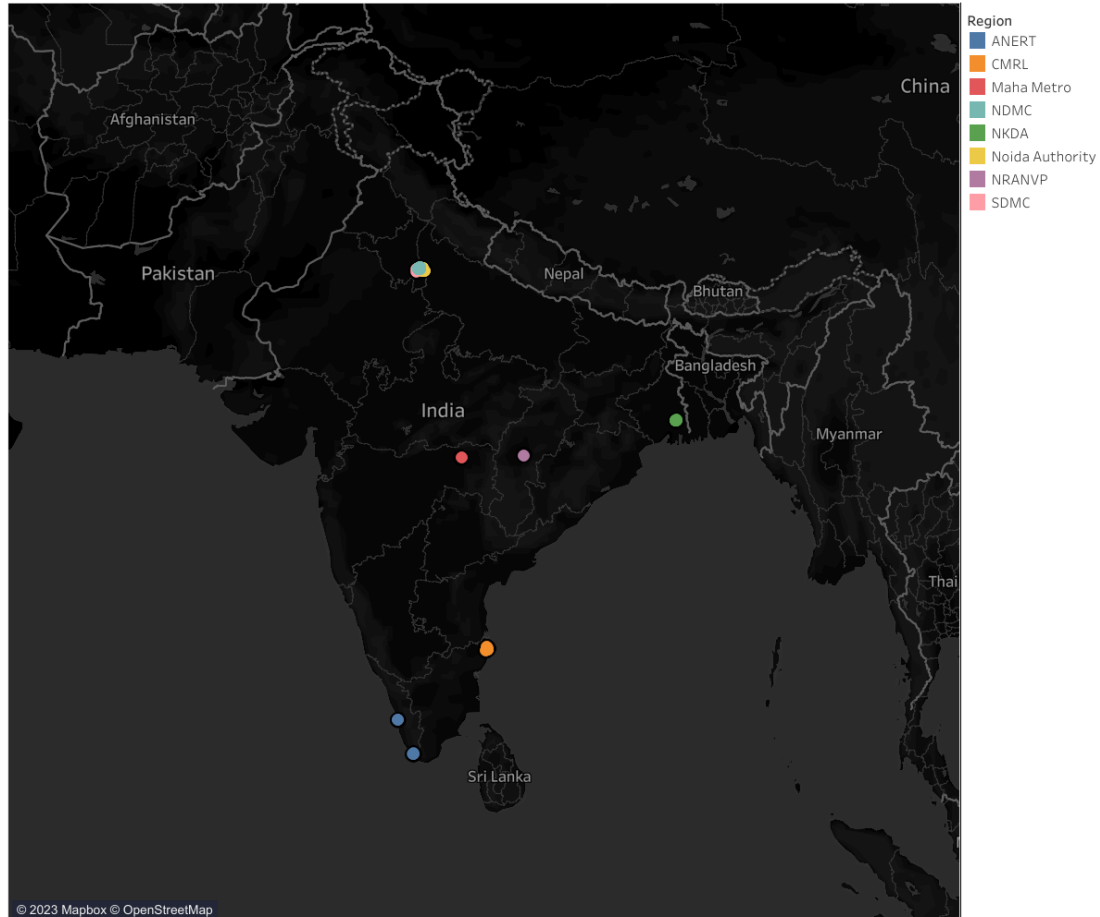 Region
ANERT
CMRL
Maha Metro
NDMC
NKDA
Noida Authority
NRANVP
SDMC
China
Afghanistan
Pakistan
Nepal
Bhutan
Bangladesh
India
Myanmar
Thai
Sri Lanka
© 2023 Mapbox © OpenStreetMap